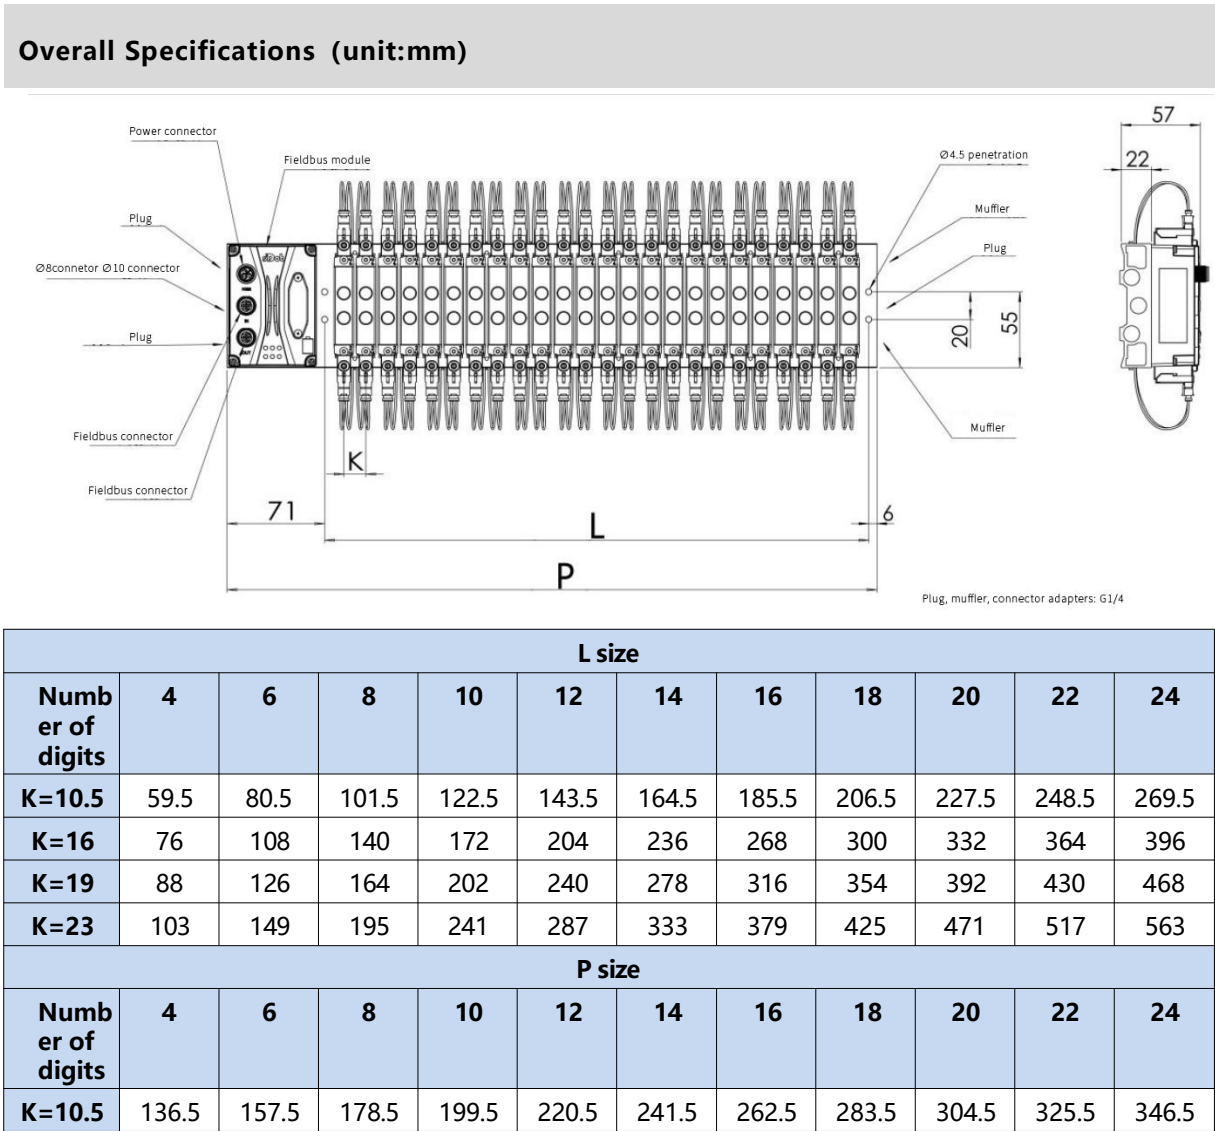 Overall Specifications (unit:mm)
Power connector
Fieldbus module
Plug
Ø8connetor Ø10 connector
Plug
Fieldbus connector
Fieldbus connector
Ø4.5 penetration
Muffler
Plug
Muffler
57
22
20
55
K
71
L
6
P
OUT
Plug, muffler, connector adapters: G1/4
L size
Numb er of digits 4 6 8 10 12 14 16 18 20 22 24
K=10.5 59.5 80.5 101.5 122.5 143.5 164.5 185.5 206.5 227.5 248.5 269.5
K=16 76 108 140 172 204 236 268 300 332 364 396
K=19 88 126 164 202 240 278 316 354 392 430 468
K=23 103 149 195 241 287 333 379 425 471 517 563
P size
Numb er of digits 4 6 8 10 12 14 16 18 20 22 24
K=10.5 136.5 157.5 178.5 199.5 220.5 241.5 262.5 283.5 304.5 325.5 346.5